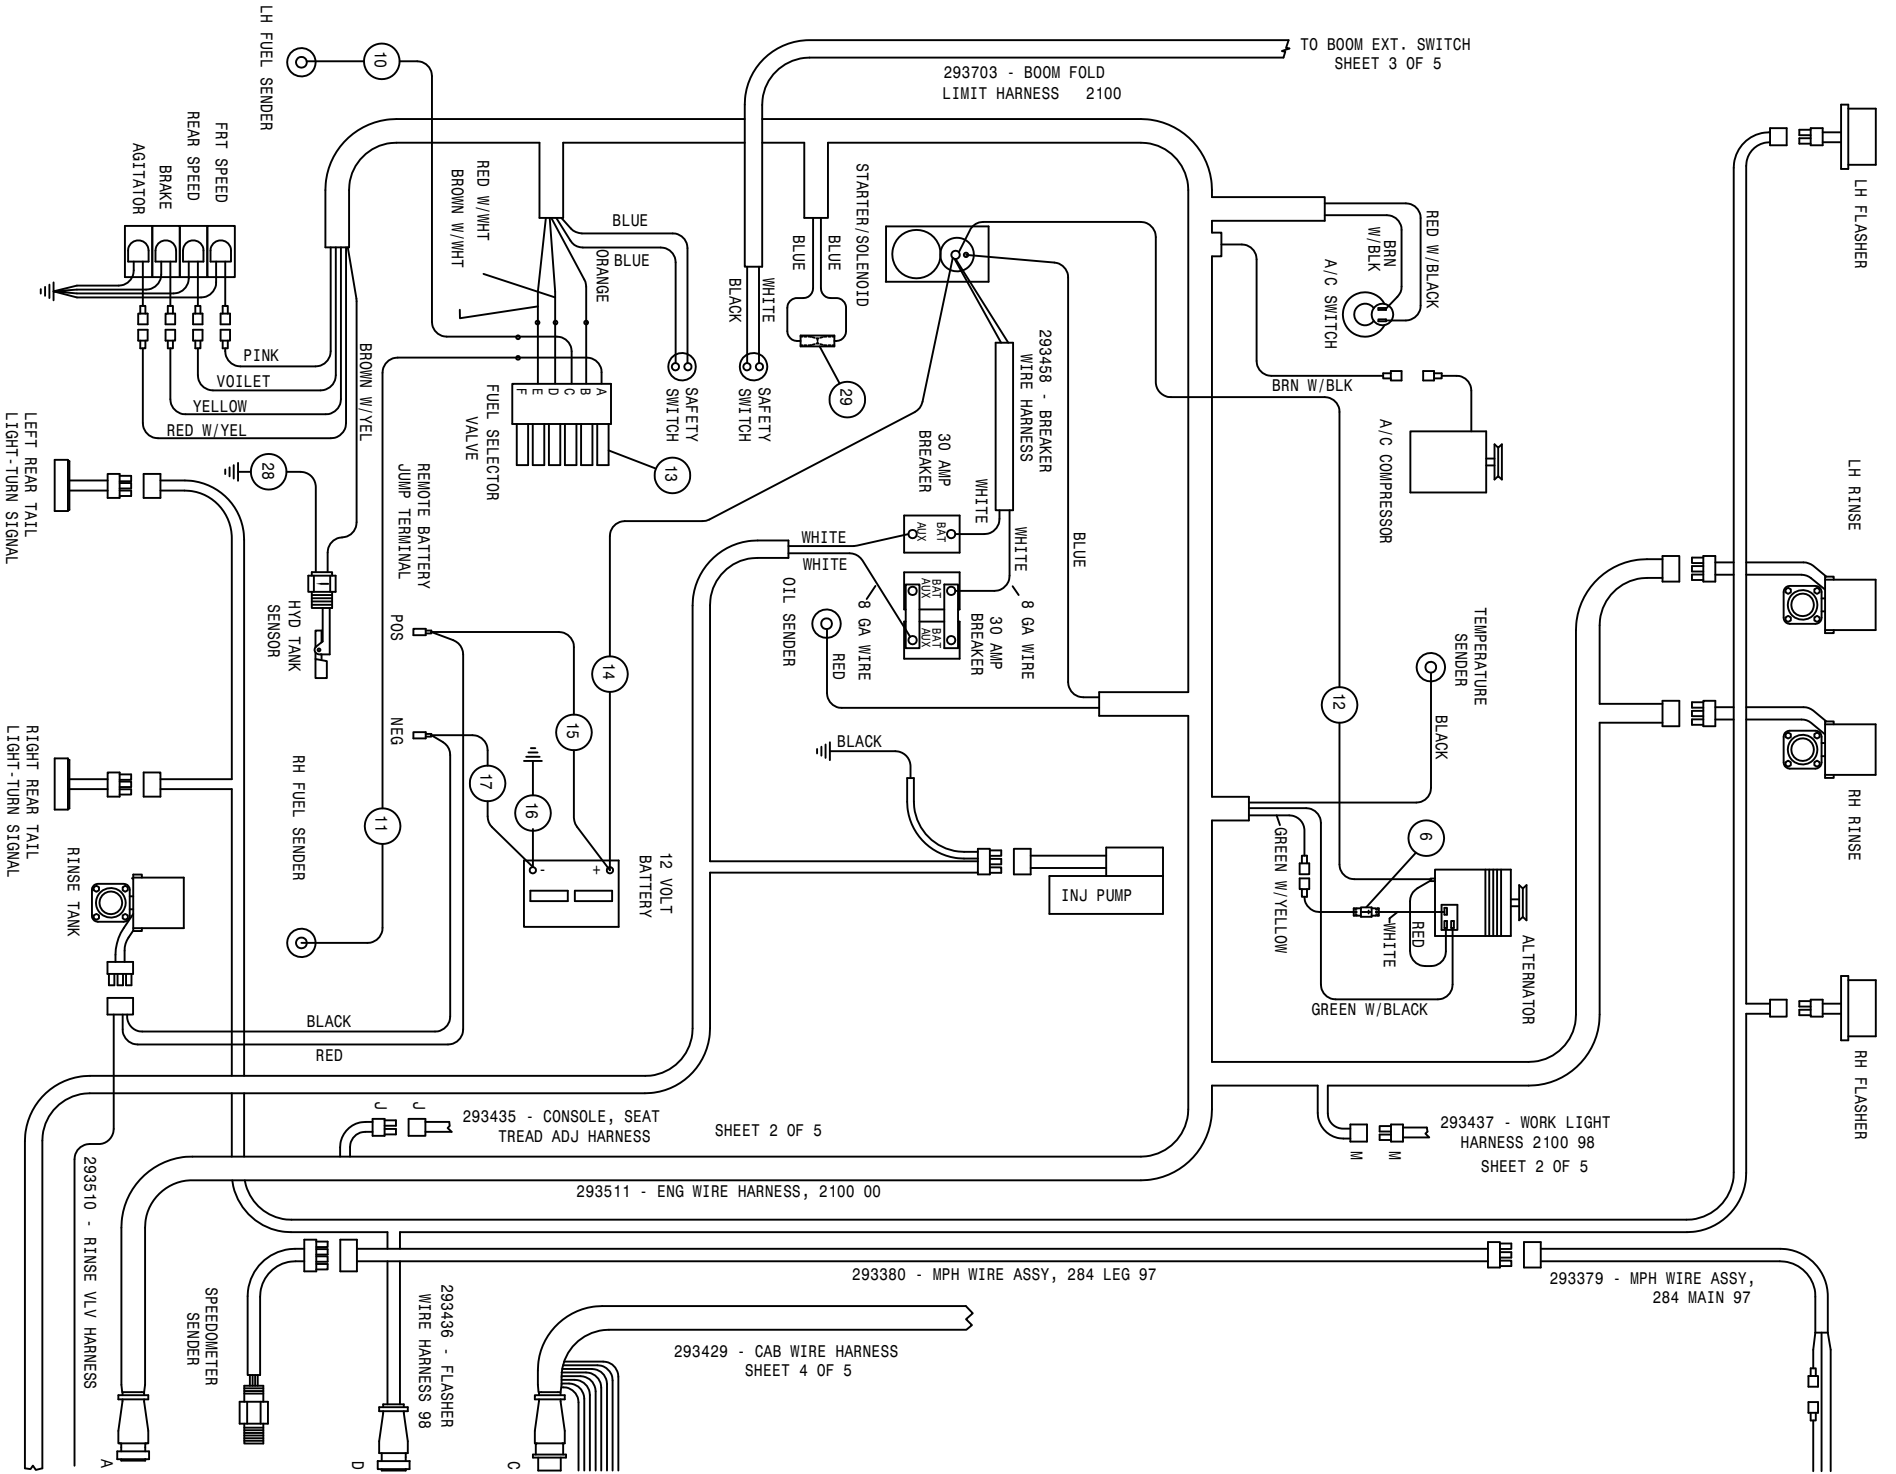 TO BOOM EXT. SWITCH
SHEET 3 OF 5
293703 - BOOM FOLD
LIMIT HARNESS 2100
LH FUEL SENDER
10
FRT SPEED
REAR SPEED
BRAKE
AGITATOR
RED W/WHT
BROWN W/WHT
BLUE
BLUE
ORANGE
WHITE
BLACK
BLUE
BLUE
STARTER/SOLENOID
RED W/BLACK
BRN
W/BLK
A/C SWITCH
LH FLASHER
PINK
VOILET
YELLOW
RED W/YEL
BROWN W/YEL
A
B
C
D
E
F
FUEL SELECTOR
VALVE
13
SAFETY
SWITCH
SAFETY
SWITCH
29
293458 - BREAKER
WIRE HARNESS
BRN W/BLK
A/C COMPRESSOR
LEFT REAR TAIL
LIGHT-TURN SIGNAL
28
HYD TANK
SENSOR
REMOTE BATTERY
JUMP TERMINAL
POS
NEG
30 AMP
BREAKER
WHITE
WHITE
BAT
AUX
WHITE
WHITE
8 GA WIRE
8 GA WIRE
BAT
AUX
BAT
AUX
30 AMP
BREAKER
BLUE
OIL SENDER
RED
LH RINSE
TEMPERATURE
SENDER
BLACK
12
14
15
16
17
11
RH FUEL SENDER
12 VOLT
BATTERY
-
+
BLACK
INJ PUMP
6
GREEN W/YELLOW
WHITE
RED
GREEN W/BLACK
ALTERNATOR
RH RINSE
RIGHT REAR TAIL
LIGHT-TURN SIGNAL
RINSE TANK
BLACK
RED
RH FLASHER
J
J
293435 - CONSOLE, SEAT
TREAD ADJ HARNESS
SHEET 2 OF 5
M
M
293437 - WORK LIGHT
HARNESS 2100 98
SHEET 2 OF 5
293511 - ENG WIRE HARNESS, 2100 00
293510 - RINSE VLV HARNESS
293380 - MPH WIRE ASSY, 284 LEG 97
293379 - MPH WIRE ASSY,
284 MAIN 97
SPEEDOMETER
SENDER
293436 - FLASHER
WIRE HARNESS 98
293429 - CAB WIRE HARNESS
SHEET 4 OF 5
A
D
C